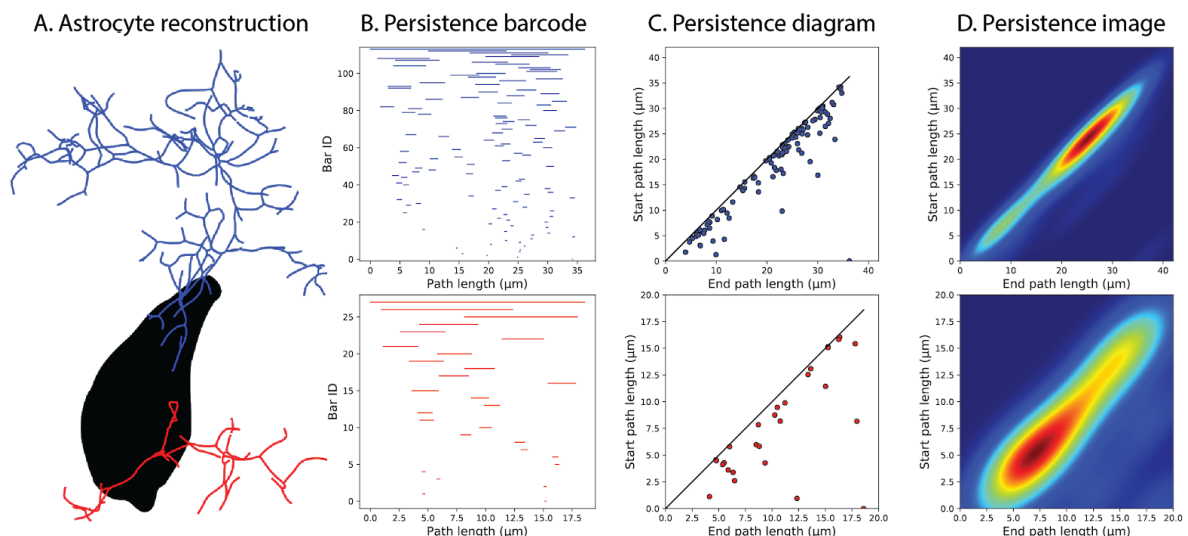 A. Astroçyte reconstruction
B. Persistence barcode
C. Persistence diagram
D. Persistence image
Bar ID
100
80
60
40
20
0
0 5 10 15 20 25 30 35
Path length (μm)
Start path length (μm)
40
35
30
25
20
15
10
5
0
0 10 20 30 40
End path length (μm)
Start path length (μm)
40
35
30
25
20
15
10
5
0
0 10 20 30 40
End path length (μm)
Bar ID
25
20
15
10
5
0
0.0 2.5 5.0 7.5 10.0 12.5 15.0 17.5
Path length (μm)
Start path length (μm)
20.0
17.5
15.0
12.5
10.0
7.5
5.0
2.5
0.0
0.0 2.5 5.0 7.5 10.0 12.5 15.0 17.5 20.0
End path length (μm)
Start path length (μm)
20.0
17.5
15.0
12.5
10.0
7.5
5.0
2.5
0.0
0.0 2.5 5.0 7.5 10.0 12.5 15.0 17.5 20.0
End path length (μm)